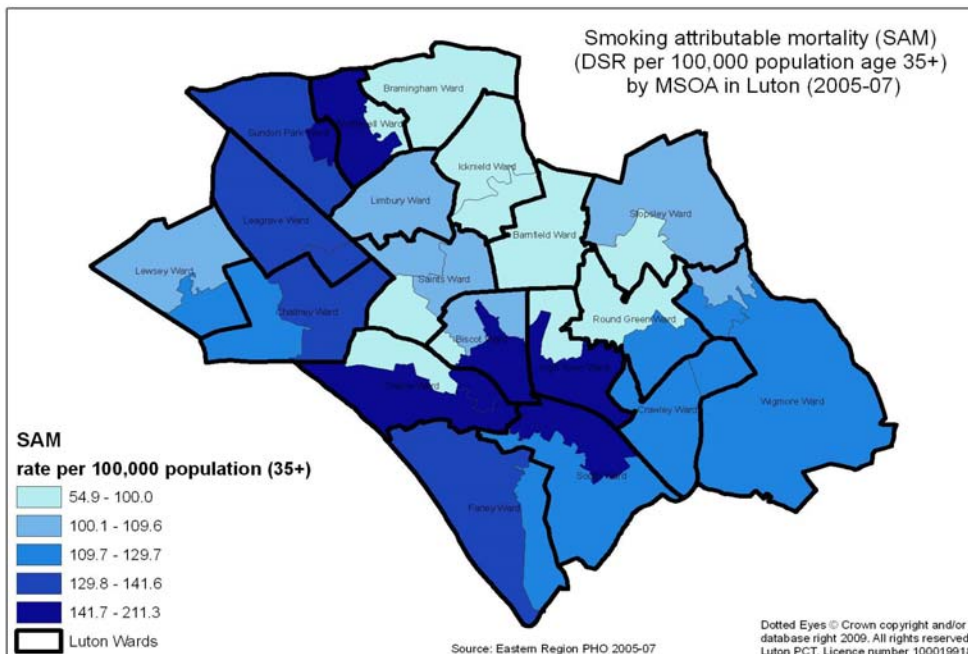 Smoking attributable mortality (SAM)
(DSR per 100,000 population age 35+)
by MSOA in Luton (2005-07)
Bramingham Ward
Sundon Park Ward
Icknield Ward
Limbury Ward
Leagrave Ward
Stopsley Ward
Barnfield Ward
Lewsey Ward
Saints Ward
Challney Ward
Round Green Ward
Biscot Ward
Ward
Crawley Ward
Wigmore Ward
South Ward
Farley Ward
SAM
rate per 100,000 population (35+)
54.9 - 100.0
100.1 - 109.6
109.7 - 129.7
129.8 - 141.6
141.7 - 211.3
Luton Wards
Source: Eastern Region PHO 2005-07
Dotted Eyes © Crown copyright and/or
database right 2009. All rights reserved
Luton PCT. Licence number 100019918